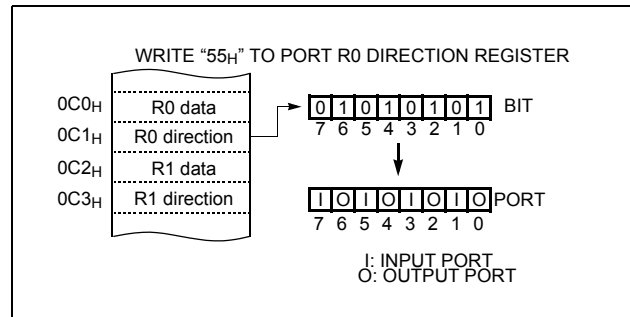 WRITE “55H” TO PORT R0 DIRECTION REGISTER
0C0H R0 data
0C1H R0 direction
0C2H R1 data
0C3H R1 direction
0 1 0 1 0 1 0 1 BIT
7 6 5 4 3 2 1 0
I O I O I O I O PORT
7 6 5 4 3 2 1 0
I: INPUT PORT
O: OUTPUT PORT